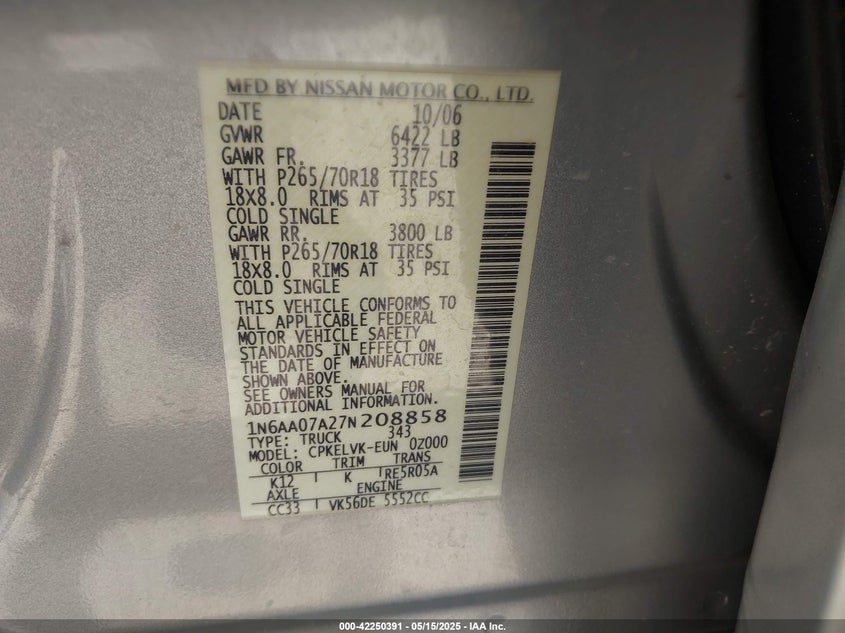 MFD BY NISSAN MOTOR CO., LTD.
DATE 10/06
GVWR 6422 LB
GAWR FR. 3377 LB
WITH P265/70R18 TIRES
18X8.0 RIMS AT 35 PSI
COLD SINGLE
GAWR RR. 3800 LB
WITH P265/70R18 TIRES
18X8.0 RIMS AT 35 PSI
COLD SINGLE
THIS VEHICLE CONFORMS TO
ALL APPLICABLE FEDERAL
MOTOR VEHICLE SAFETY
STANDARDS IN EFFECT ON
THE DATE OF MANUFACTURE
SHOWN ABOVE.
SEE OWNERS MANUAL FOR
ADDITIONAL INFORMATION.
1N6AA07A27N208858
TYPE: TRUCK 343
MODEL: CPKELVK-EUN 0Z000
COLOR TRIM TRANS
K12 K RE5R05A
AXLE ENGINE
CC33 VK56DE 5552CC
000-42250391 - 05/15/2025 - IAA Inc.